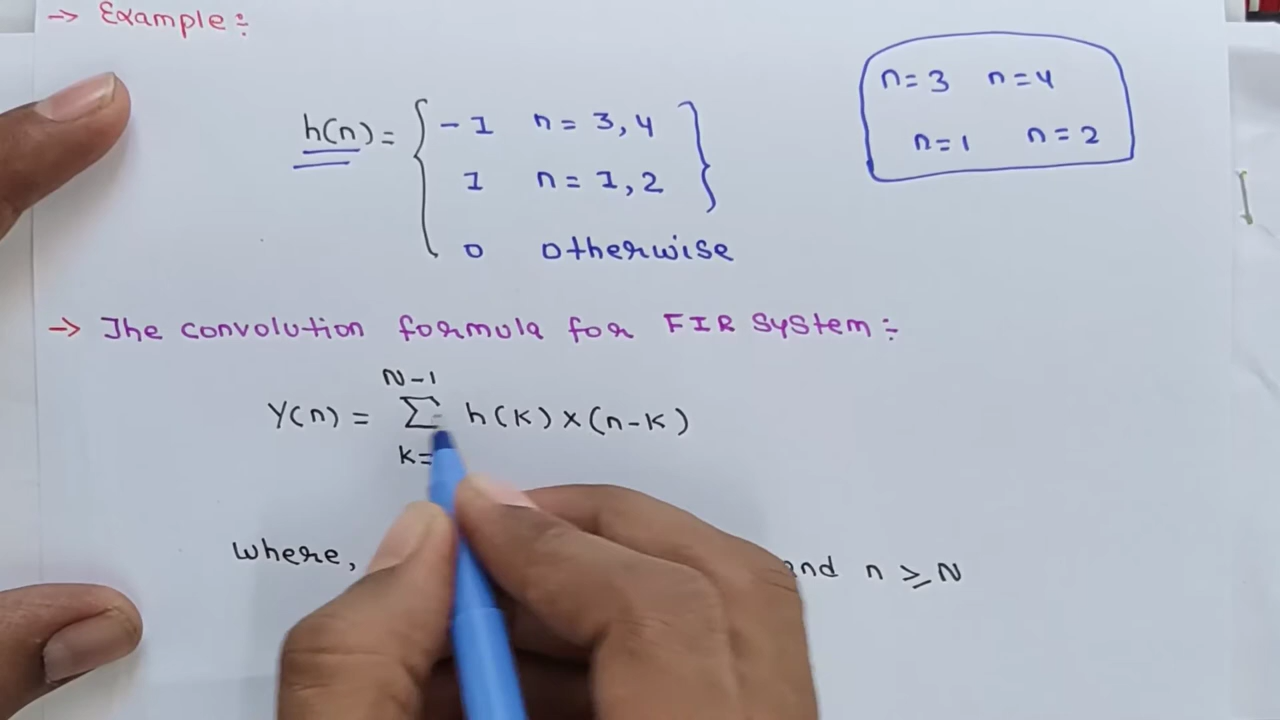 → Example:
h(n) = { -1 n = 3, 4 }
1 n = 1, 2
0 otherwise
n=3 n=4
n=1 n=2
→ The convolution formula for FIR System:
N-1
Y(n) = Σ h(k) x (n-k)
k=
where, and n ≥ N